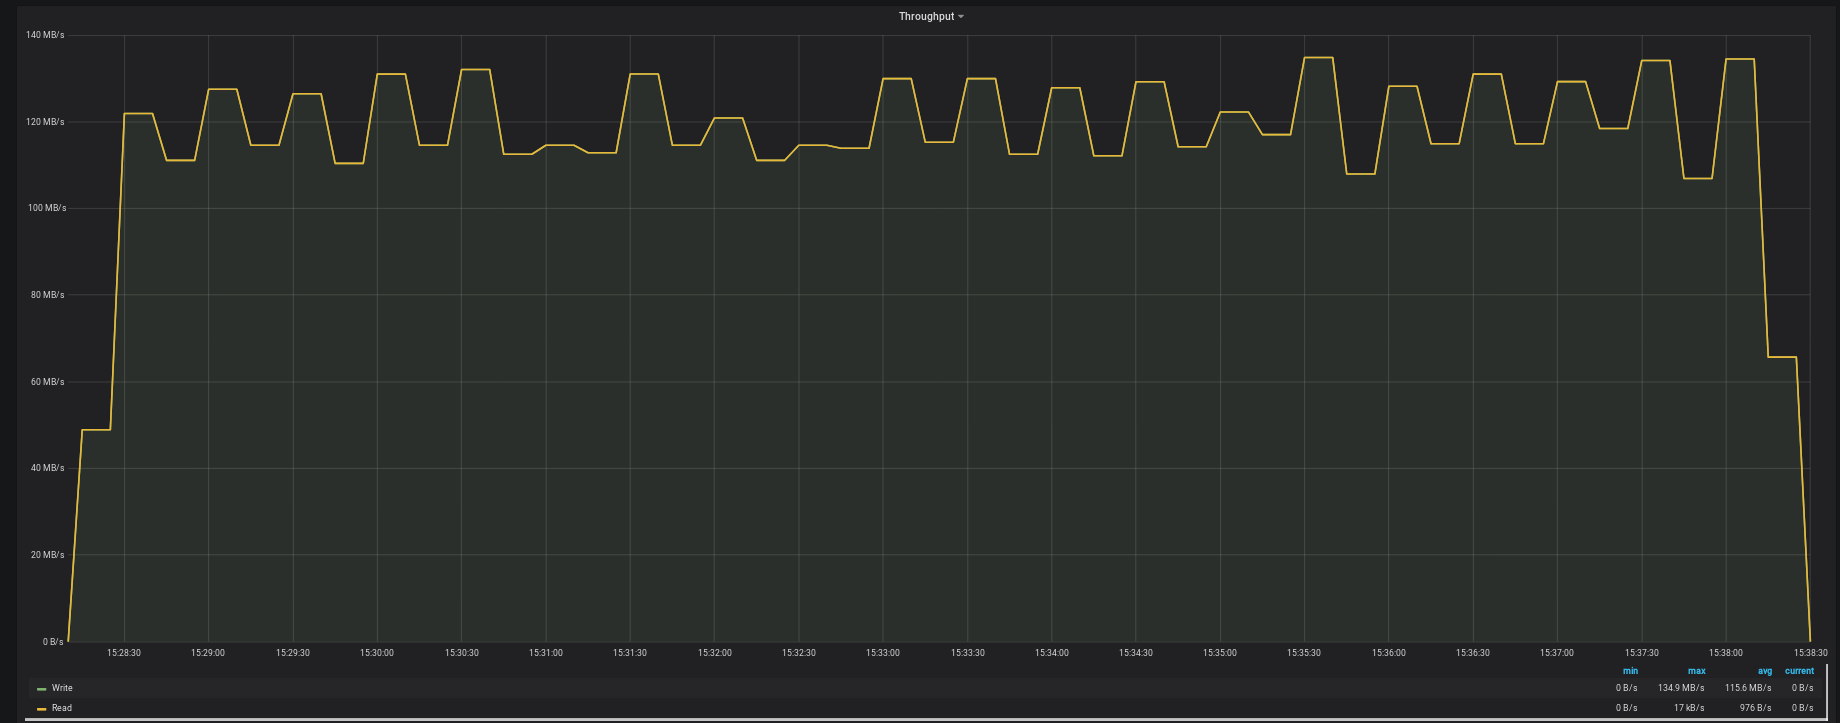 Throughput
140 MB/s
120 MB/s
100 MB/s
80 MB/s
60 MB/s
40 MB/s
20 MB/s
0 B/s
15:28:30 15:29:00 15:29:30 15:30:00 15:30:30 15:31:00 15:31:30 15:32:00 15:32:30 15:33:00 15:33:30 15:34:00 15:34:30 15:35:00 15:35:30 15:36:00 15:36:30 15:37:00 15:37:30 15:38:00 15:38:30
min max avg current
Write 0 B/s 134.9 MB/s 115.6 MB/s 0 B/s
Read 0 B/s 17 kB/s 976 B/s 0 B/s